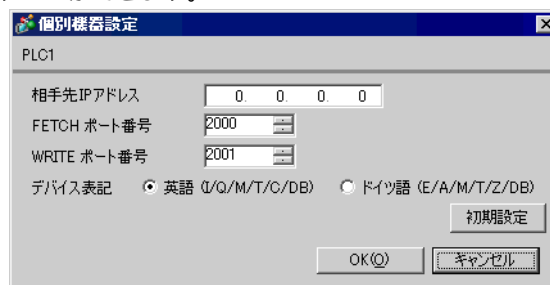 個別機器設定
PLC1
相手先IPアドレス 0. 0. 0. 0
FETCH ポート番号 2000
WRITE ポート番号 2001
デバイス表記 英語 (I/Q/M/T/C/DB) ドイツ語 (E/A/M/T/Z/DB)
初期設定
OK(O) キャンセル